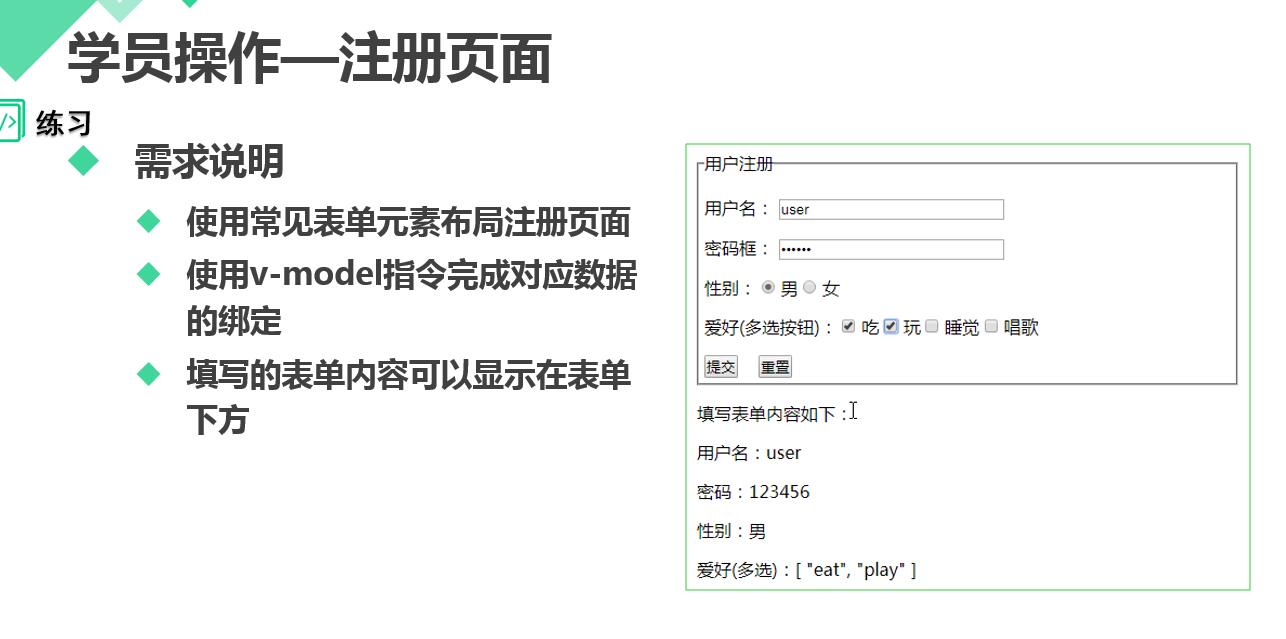 学员操作—注册页面
</>
练习
需求说明
使用常见表单元素布局注册页面
使用v-model指令完成对应数据
的绑定
填写的表单内容可以显示在表单
下方
用户注册
用户名： user
密码框： ••••••
性别： 男 女
爱好(多选按钮)： 吃 玩 睡觉 唱歌
提交 重置
填写表单内容如下：
用户名：user
密码：123456
性别：男
爱好(多选)：[ "eat", "play" ]